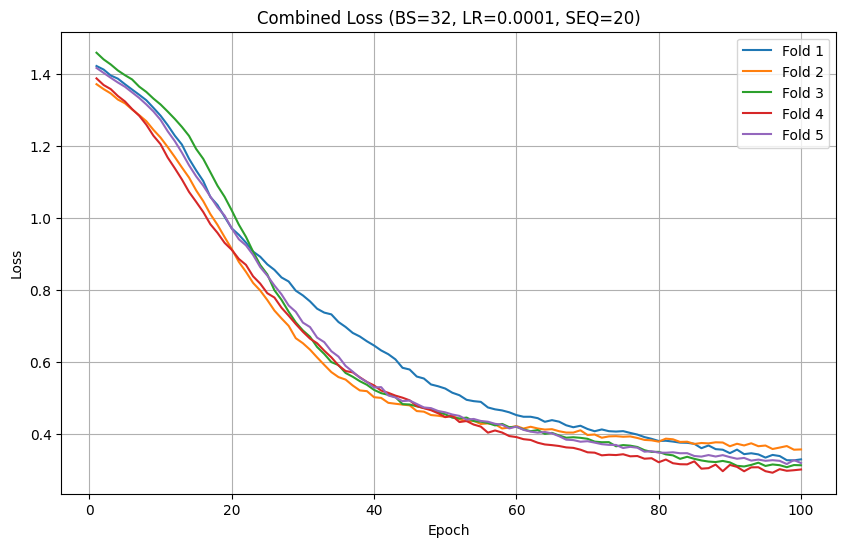 Combined Loss (BS=32, LR=0.0001, SEQ=20)
Fold 1
Fold 2
Fold 3
Fold 4
Fold 5
Loss
1.4
1.2
1.0
0.8
0.6
0.4
0 20 40 60 80 100
Epoch